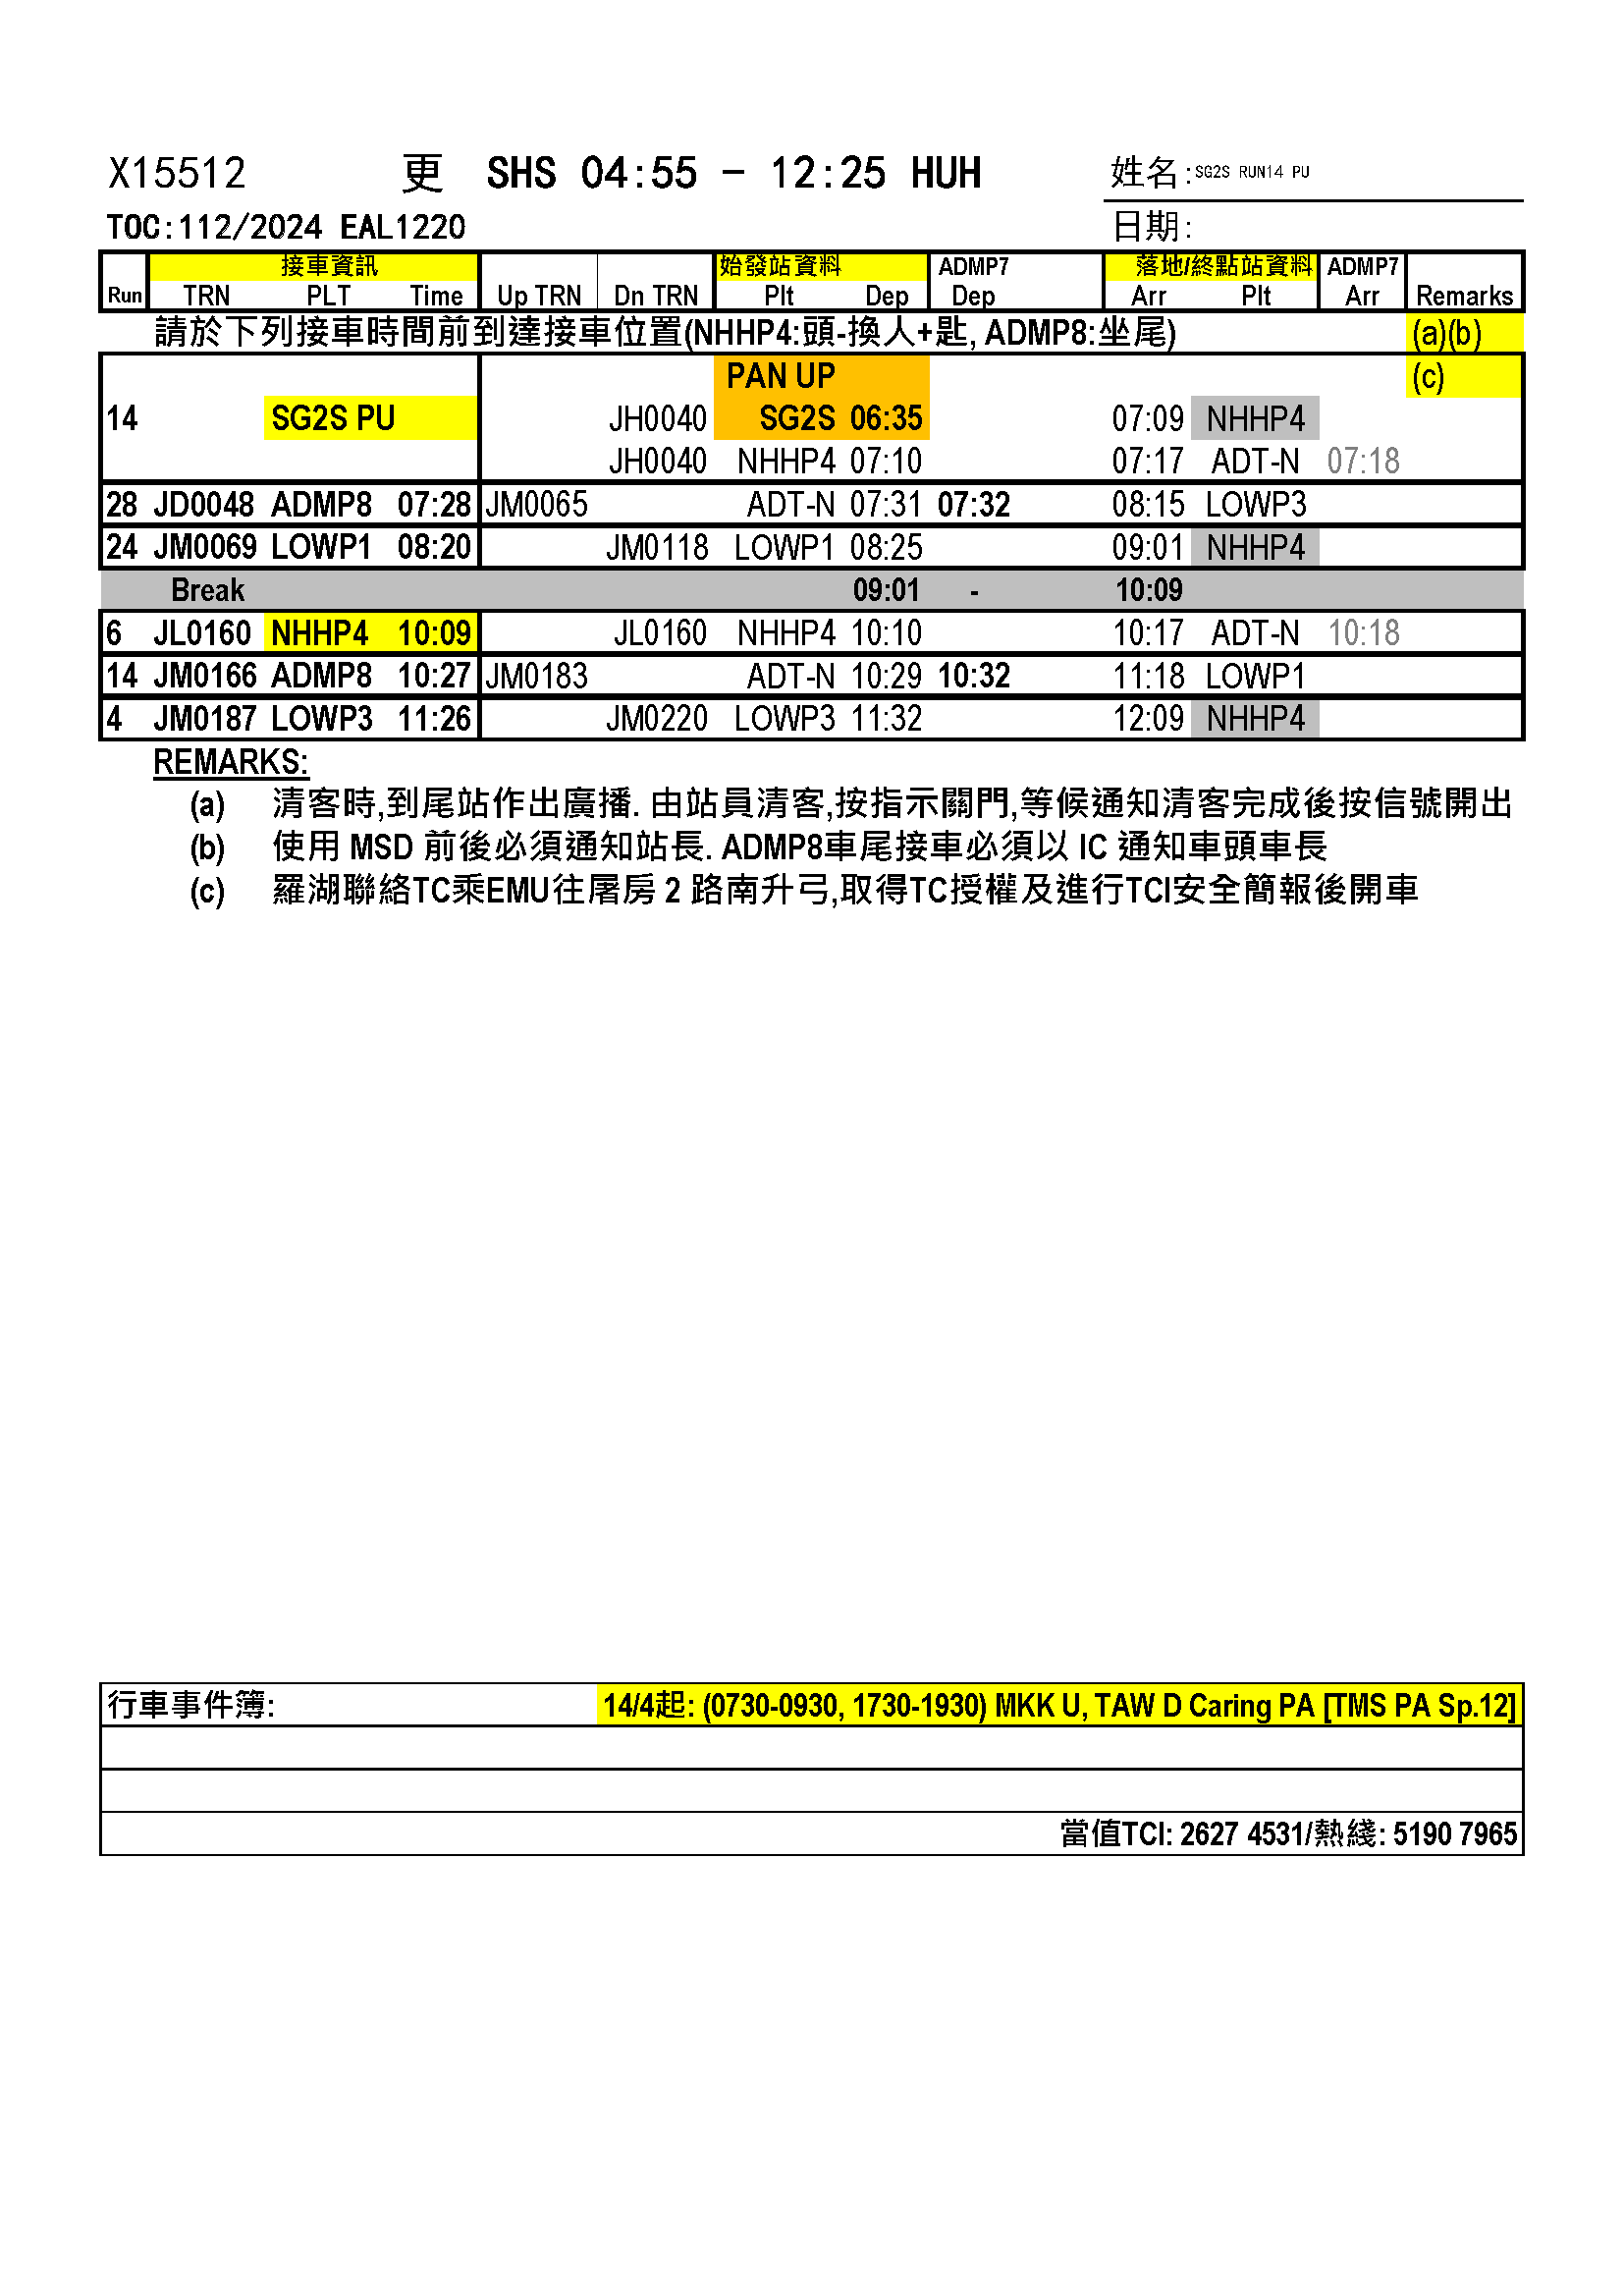 X15512 更 SHS 04:55 - 12:25 HUH 姓名:SG2S RUN14 PU
TOC:112/2024 EAL1220 日期:
接車資訊 始發站資料 ADMP7 落地/終點站資料 ADMP7
Run TRN PLT Time Up TRN Dn TRN Plt Dep Dep Arr Plt Arr Remarks
請於下列接車時間前到達接車位置(NHHP4:頭-換人+匙, ADMP8:坐尾) (a)(b)
PAN UP (c)
14 SG2S PU JH0040 SG2S 06:35 07:09 NHHP4
JH0040 NHHP4 07:10 07:17 ADT-N 07:18
28 JD0048 ADMP8 07:28 JM0065 ADT-N 07:31 07:32 08:15 LOWP3
24 JM0069 LOWP1 08:20 JM0118 LOWP1 08:25 09:01 NHHP4
Break 09:01 - 10:09
6 JL0160 NHHP4 10:09 JL0160 NHHP4 10:10 10:17 ADT-N 10:18
14 JM0166 ADMP8 10:27 JM0183 ADT-N 10:29 10:32 11:18 LOWP1
4 JM0187 LOWP3 11:26 JM0220 LOWP3 11:32 12:09 NHHP4
REMARKS:
(a) 清客時,到尾站作出廣播. 由站員清客,按指示關門,等候通知清客完成後按信號開出
(b) 使用 MSD 前後必須通知站長. ADMP8車尾接車必須以 IC 通知車頭車長
(c) 羅湖聯絡TC乘EMU往屠房 2 路南升弓,取得TC授權及進行TCI安全簡報後開車
行車事件簿: 14/4起: (0730-0930, 1730-1930) MKK U, TAW D Caring PA [TMS PA Sp.12]
當值TCI: 2627 4531/熱綫: 5190 7965